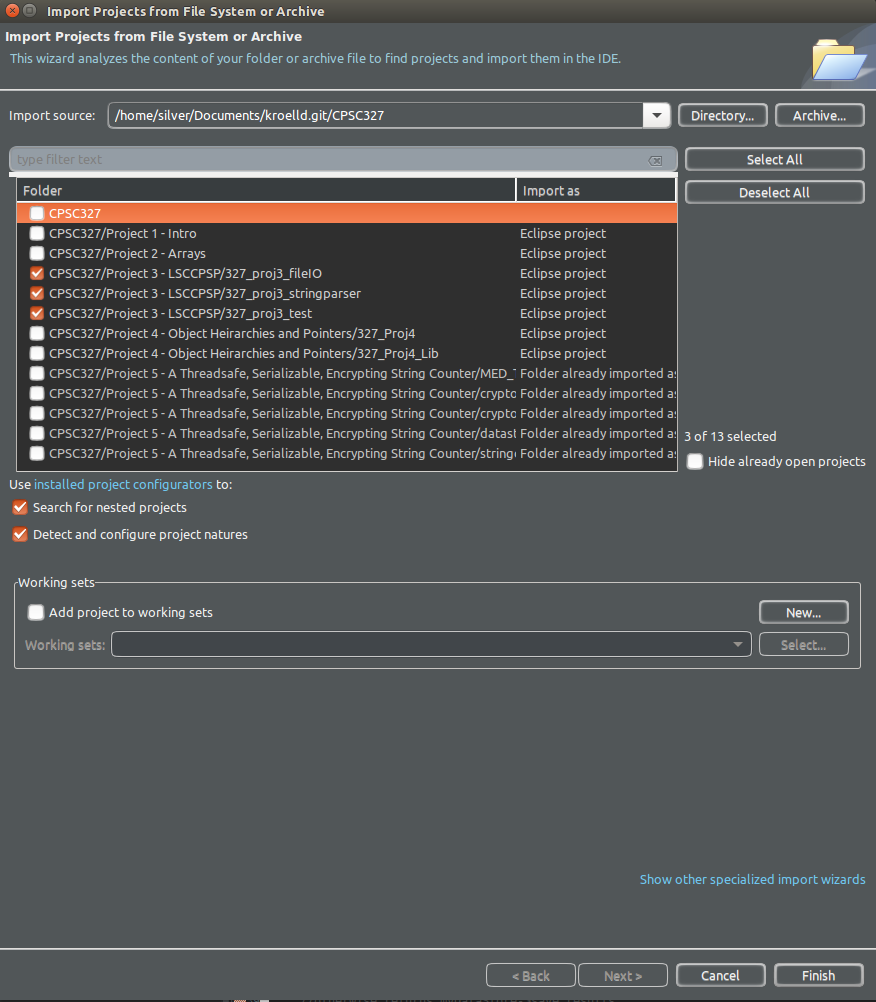 Import Projects from File System or Archive
Import Projects from File System or Archive
This wizard analyzes the content of your folder or archive file to find projects and import them in the IDE.
Import source: /home/silver/Documents/kroelld.git/CPSC327 Directory... Archive...
type filter text Select All
Folder Import as Deselect All
CPSC327
CPSC327/Project 1 - Intro Eclipse project
CPSC327/Project 2 - Arrays Eclipse project
CPSC327/Project 3 - LSCCPSP/327_proj3_fileIO Eclipse project
CPSC327/Project 3 - LSCCPSP/327_proj3_stringparser Eclipse project
CPSC327/Project 3 - LSCCPSP/327_proj3_test Eclipse project
CPSC327/Project 4 - Object Heirarchies and Pointers/327_Proj4 Eclipse project
CPSC327/Project 4 - Object Heirarchies and Pointers/327_Proj4_Lib Eclipse project
CPSC327/Project 5 - A Threadsafe, Serializable, Encrypting String Counter/MED_ Folder already imported as
CPSC327/Project 5 - A Threadsafe, Serializable, Encrypting String Counter/crypto Folder already imported as
CPSC327/Project 5 - A Threadsafe, Serializable, Encrypting String Counter/crypto Folder already imported as
CPSC327/Project 5 - A Threadsafe, Serializable, Encrypting String Counter/datast Folder already imported as
CPSC327/Project 5 - A Threadsafe, Serializable, Encrypting String Counter/string Folder already imported as
3 of 13 selected
Hide already open projects
Use installed project configurators to:
Search for nested projects
Detect and configure project natures
Working sets
Add project to working sets New...
Working sets: Select...
Show other specialized import wizards
< Back Next > Cancel Finish